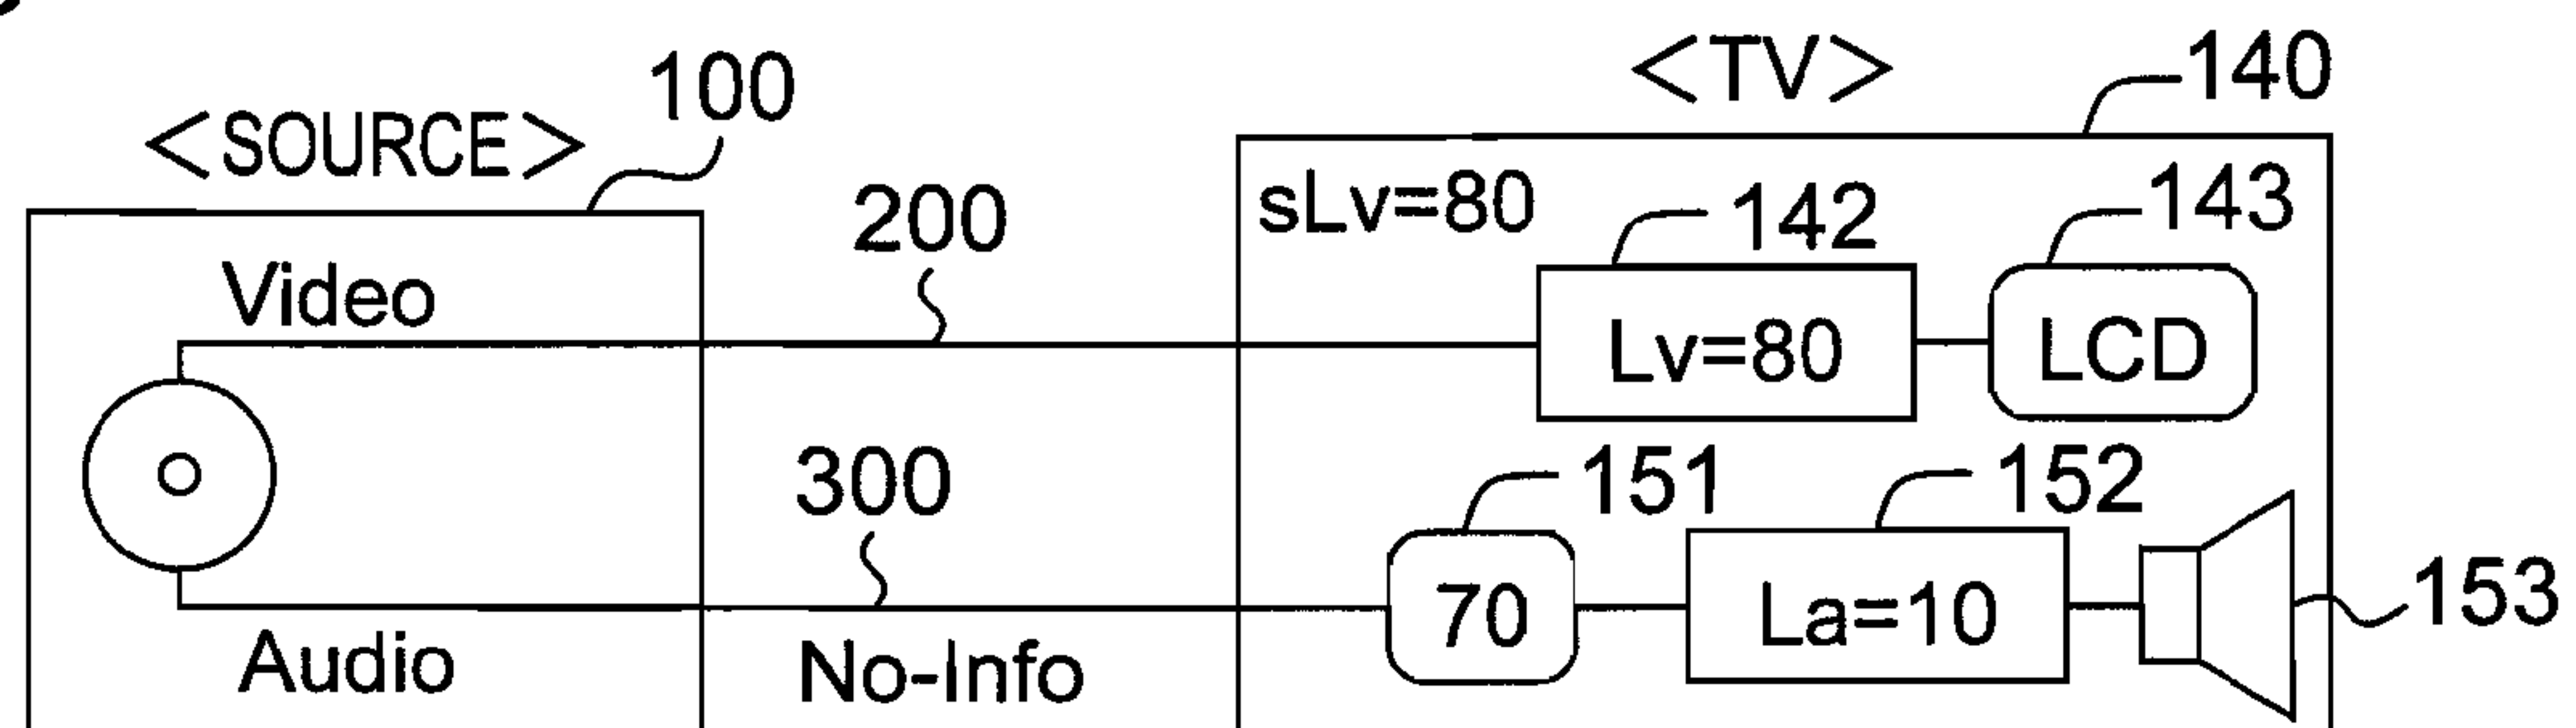 <SOURCE>
100
Video
Audio
200
300
No-Info
<TV>
140
sLv=80
142
143
Lv=80
LCD
151
152
70
La=10
153